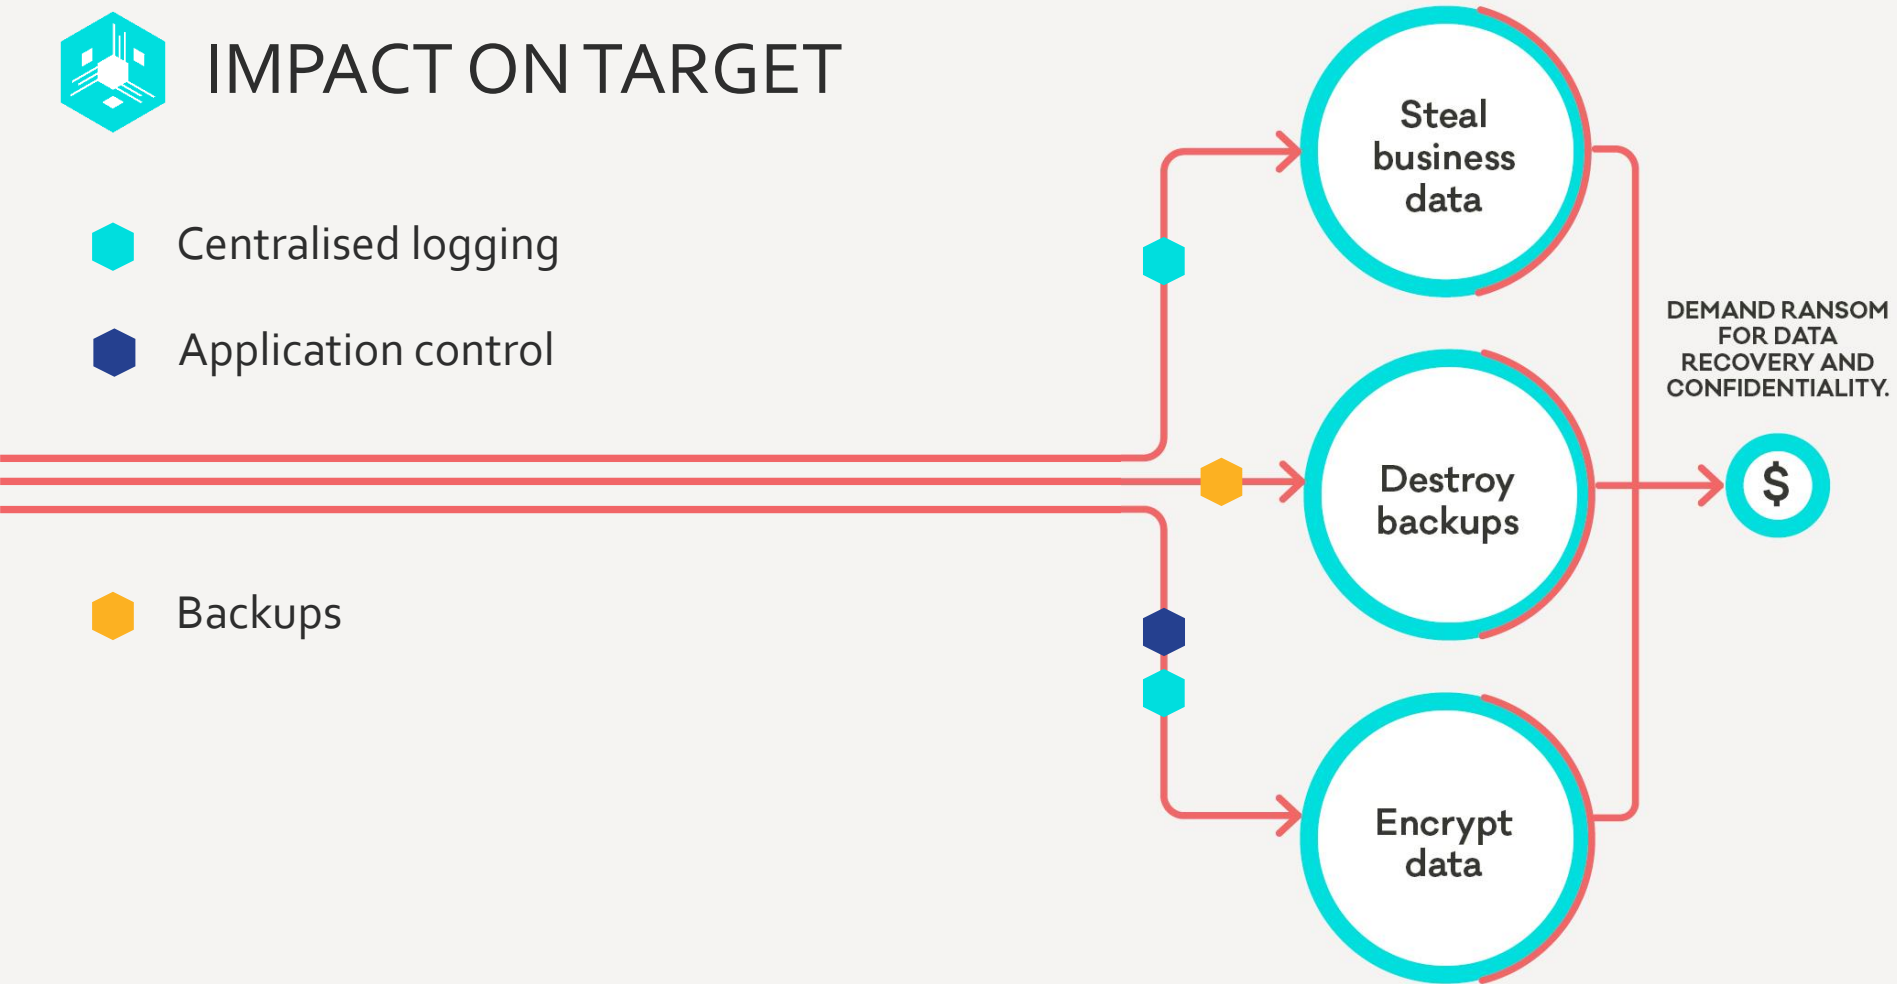 IMPACT ON TARGET
Centralised logging
Application control
Backups
Steal
business
data
Destroy
backups
Encrypt
data
DEMAND RANSOM
FOR DATA
RECOVERY AND
CONFIDENTIALITY.
$